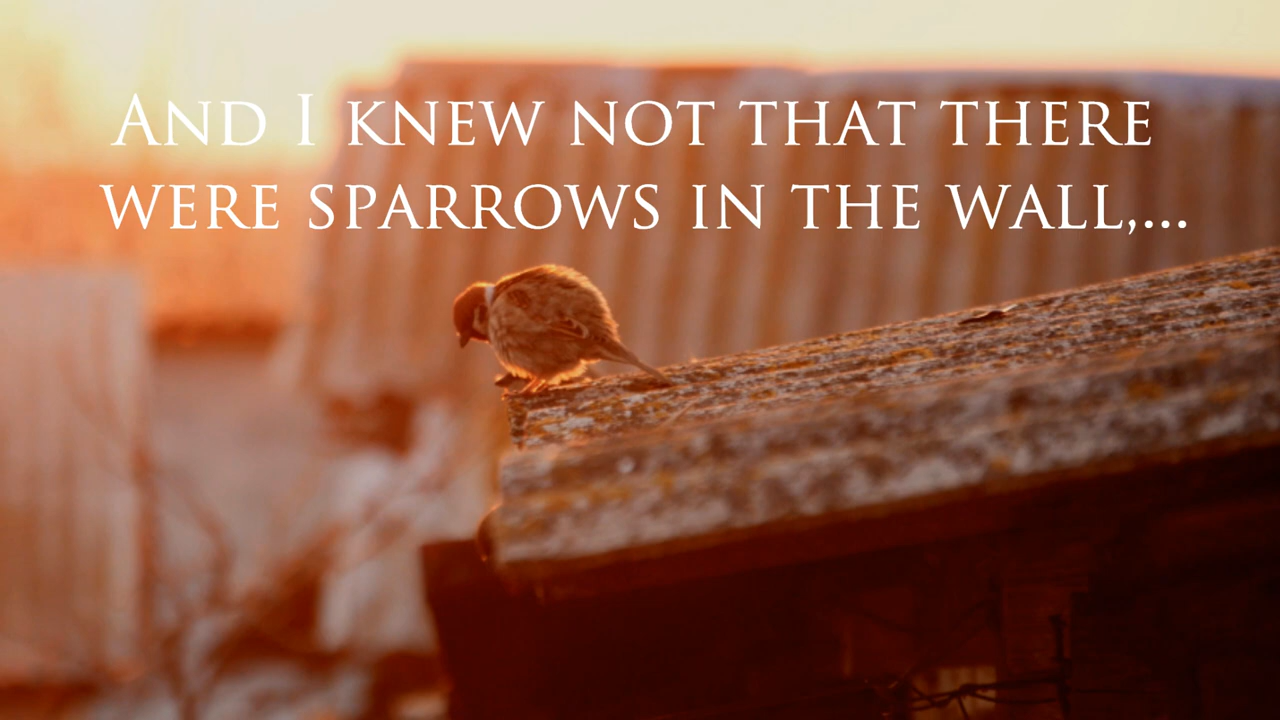 And I knew not that there
were sparrows in the wall,...